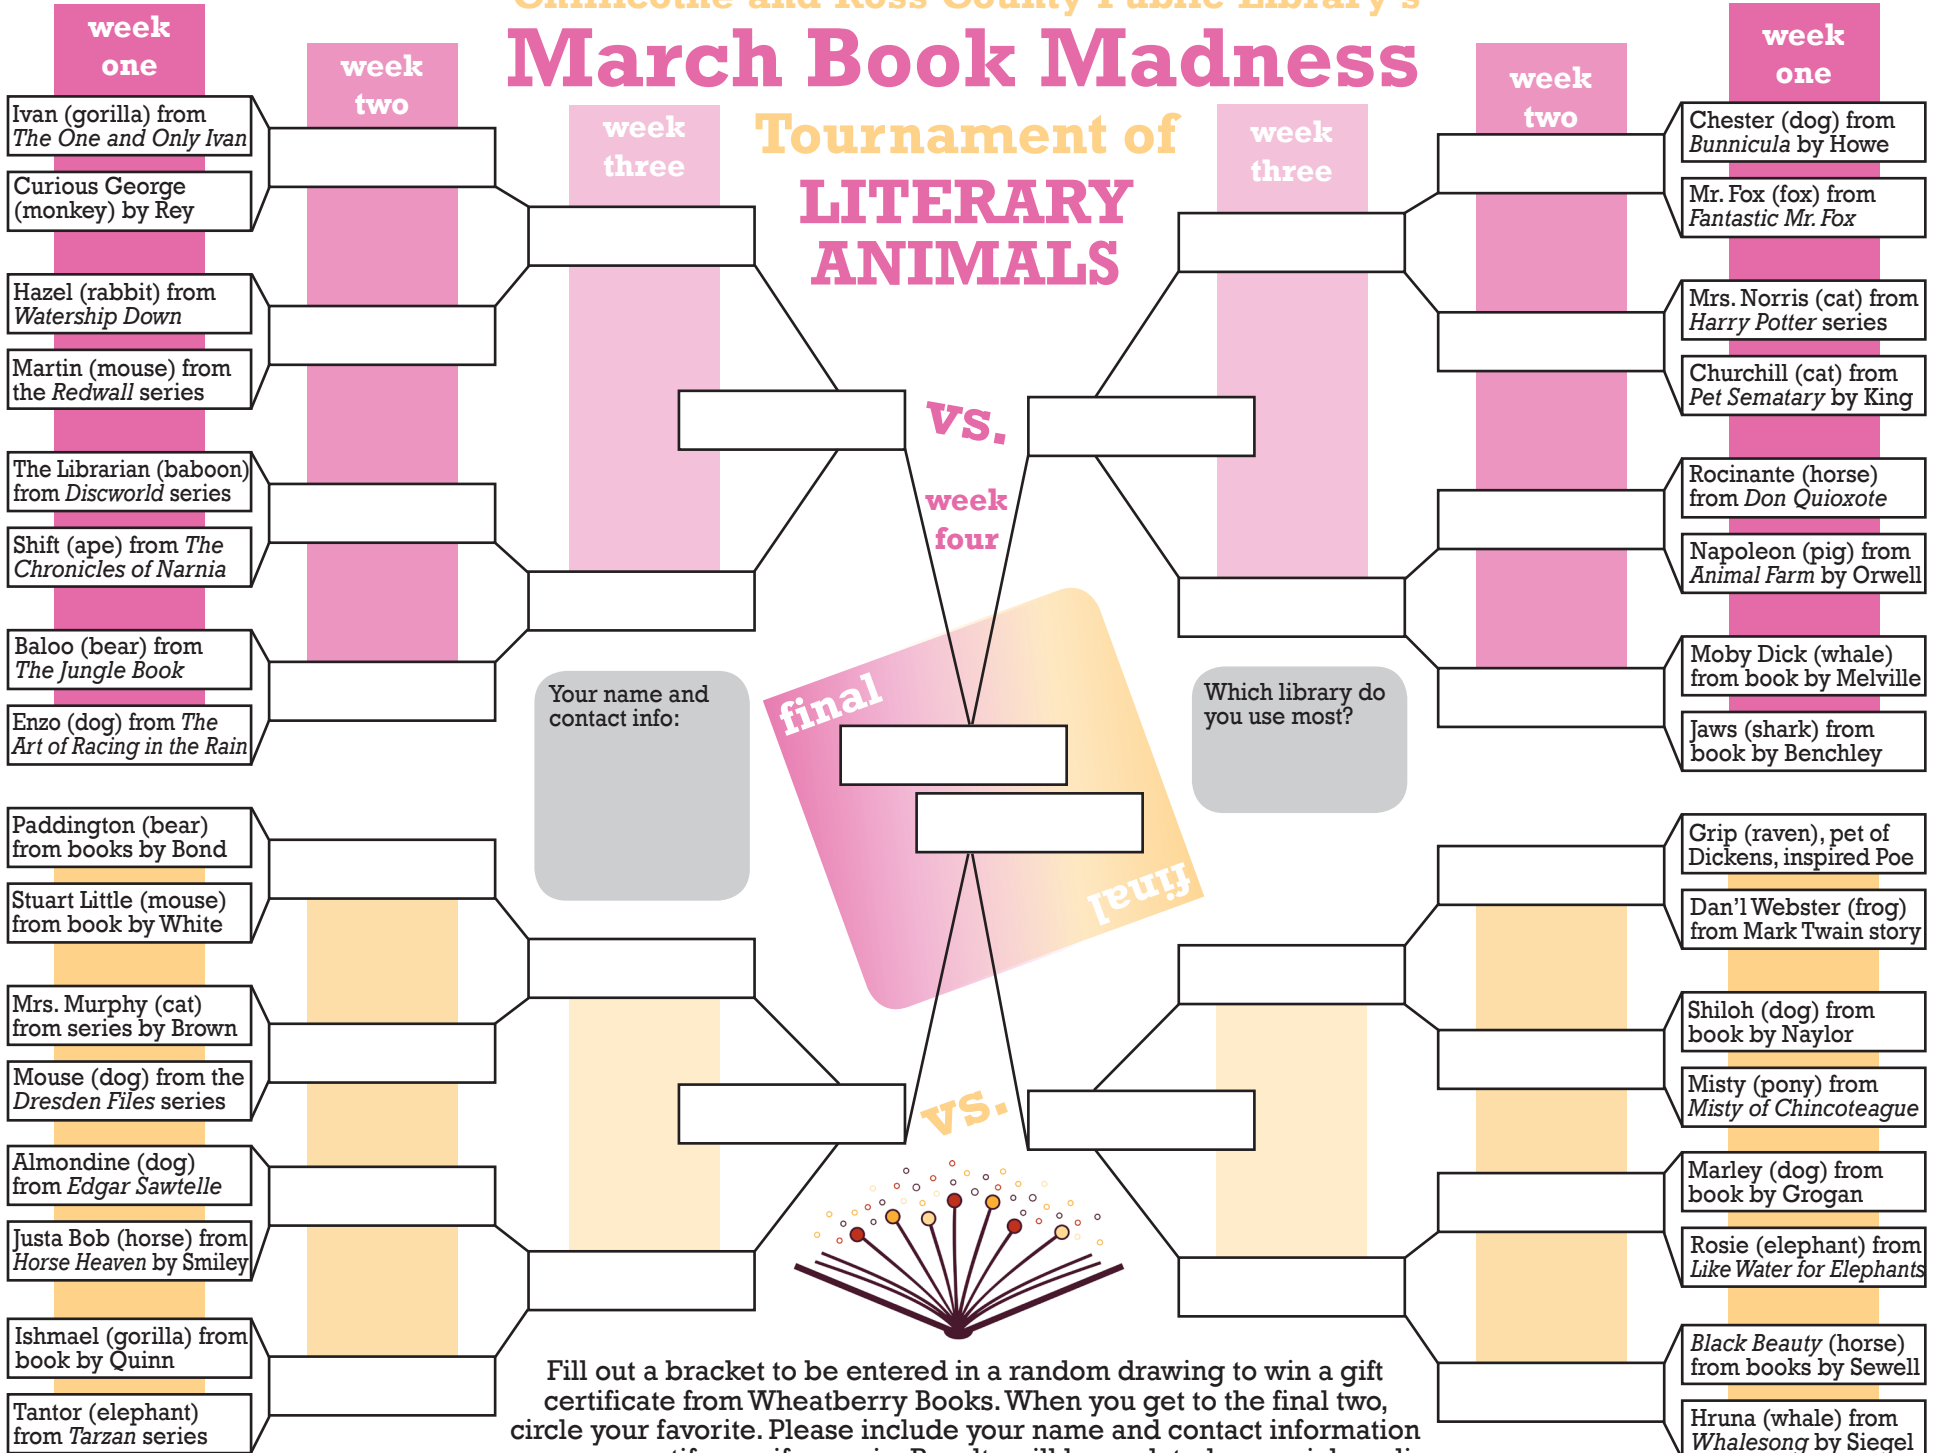 Chillicothe and Ross County Public Library's
March Book Madness
Tournament of
LITERARY
ANIMALS
week
one
week
two
week
three
Ivan (gorilla) from
The One and Only Ivan
Curious George
(monkey) by Rey
Hazel (rabbit) from
Watership Down
Martin (mouse) from
the Redwall series
The Librarian (baboon)
from Discworld series
Shift (ape) from The
Chronicles of Narnia
Baloo (bear) from
The Jungle Book
Enzo (dog) from The
Art of Racing in the Rain
Paddington (bear)
from books by Bond
Stuart Little (mouse)
from book by White
Mrs. Murphy (cat)
from series by Brown
Mouse (dog) from the
Dresden Files series
Almondine (dog)
from Edgar Sawtelle
Justa Bob (horse) from
Horse Heaven by Smiley
Ishmael (gorilla) from
book by Quinn
Tantor (elephant)
from Tarzan series
vs.
week
four
Your name and
contact info:
final
final
Which library do
you use most?
vs.
week
three
week
two
week
one
Chester (dog) from
Bunnicula by Howe
Mr. Fox (fox) from
Fantastic Mr. Fox
Mrs. Norris (cat) from
Harry Potter series
Churchill (cat) from
Pet Sematary by King
Rocinante (horse)
from Don Quioxote
Napoleon (pig) from
Animal Farm by Orwell
Moby Dick (whale)
from book by Melville
Jaws (shark) from
book by Benchley
Grip (raven), pet of
Dickens, inspired Poe
Dan'l Webster (frog)
from Mark Twain story
Shiloh (dog) from
book by Naylor
Misty (pony) from
Misty of Chincoteague
Marley (dog) from
book by Grogan
Rosie (elephant) from
Like Water for Elephants
Black Beauty (horse)
from books by Sewell
Hruna (whale) from
Whalesong by Siegel
Fill out a bracket to be entered in a random drawing to win a gift
certificate from Wheatberry Books. When you get to the final two,
circle your favorite. Please include your name and contact information